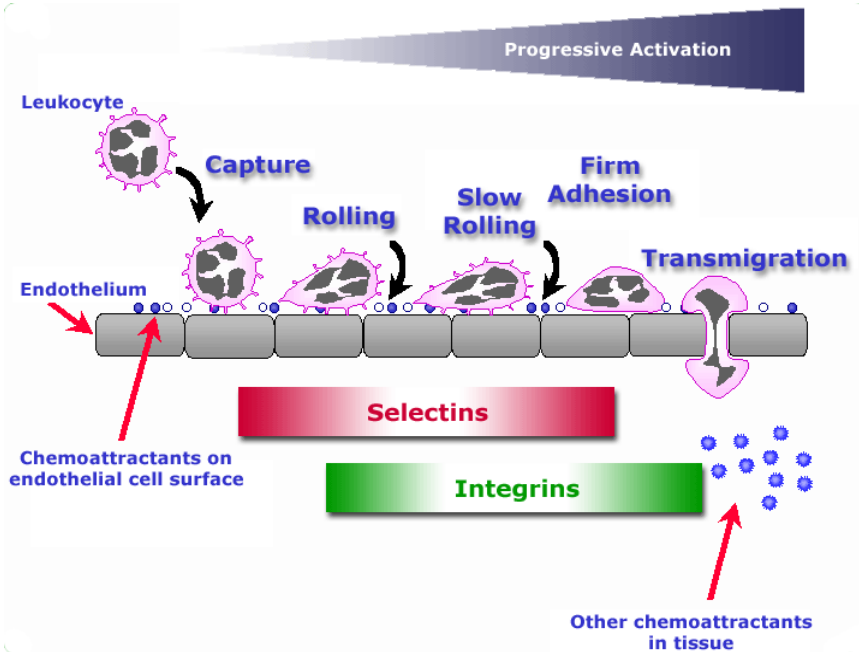 Progressive Activation
Leukocyte
Capture
Rolling
Slow
Rolling
Firm
Adhesion
Transmigration
Endothelium
Selectins
Chemoattractants on
endothelial cell surface
Integrins
Other chemoattractants
in tissue